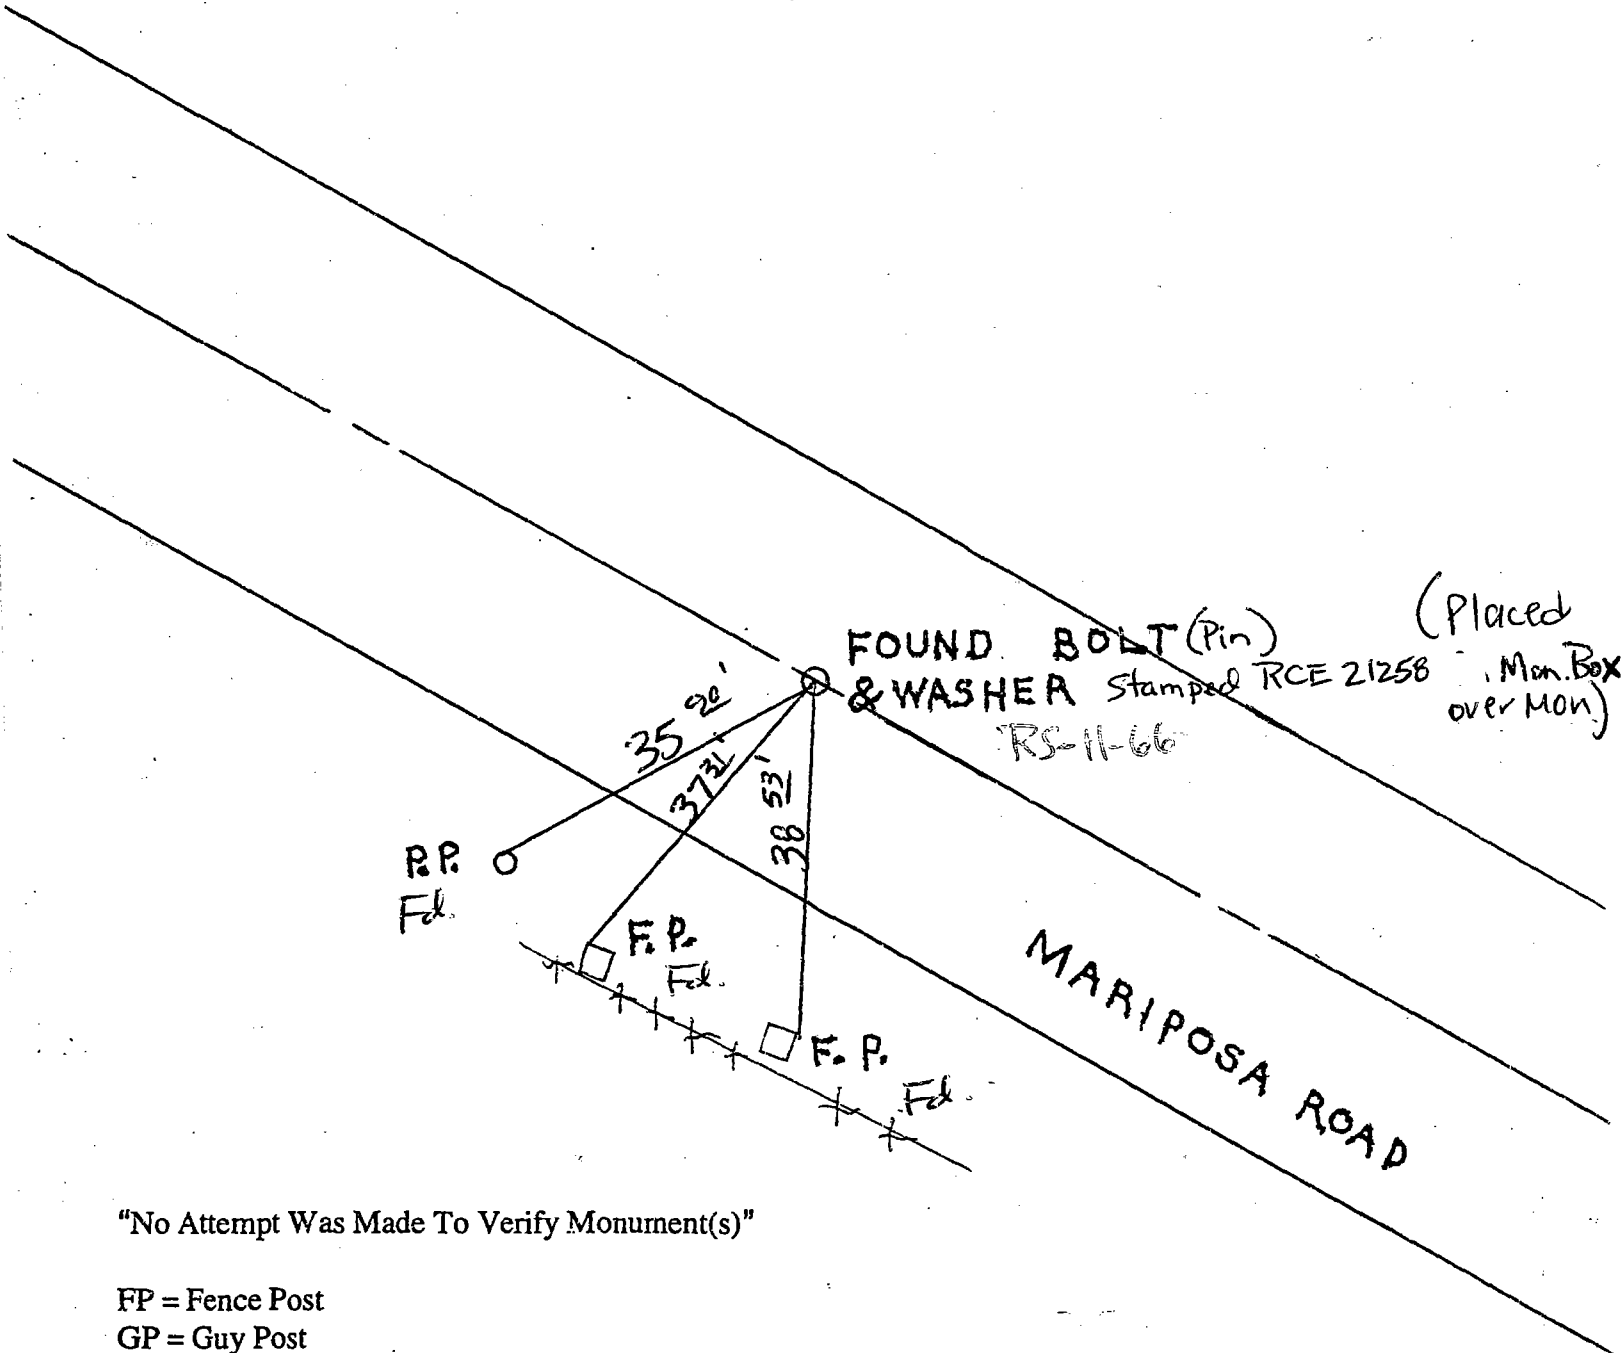 (Placed
FOUND BOLT (Pin)
& WASHER Stamped RCE 21258
Mon. Box
over Mon)
RS-11-66
35 20'
37 31'
38 53'
P.P.
Fd.
F. P.
Fd.
F. P.
Fd.
MARIPOSA ROAD
"No Attempt Was Made To Verify Monument(s)"
FP = Fence Post
GP = Guy Post